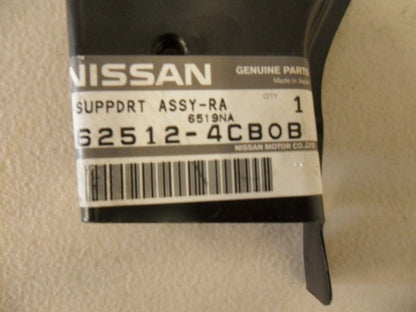 NISSAN GENUINE PARTS
Made in Japan
SUPPDRT ASSY-RA QTY 1
6519NA
62512-4CB0B
NISSAN MOTOR CO.,LTD